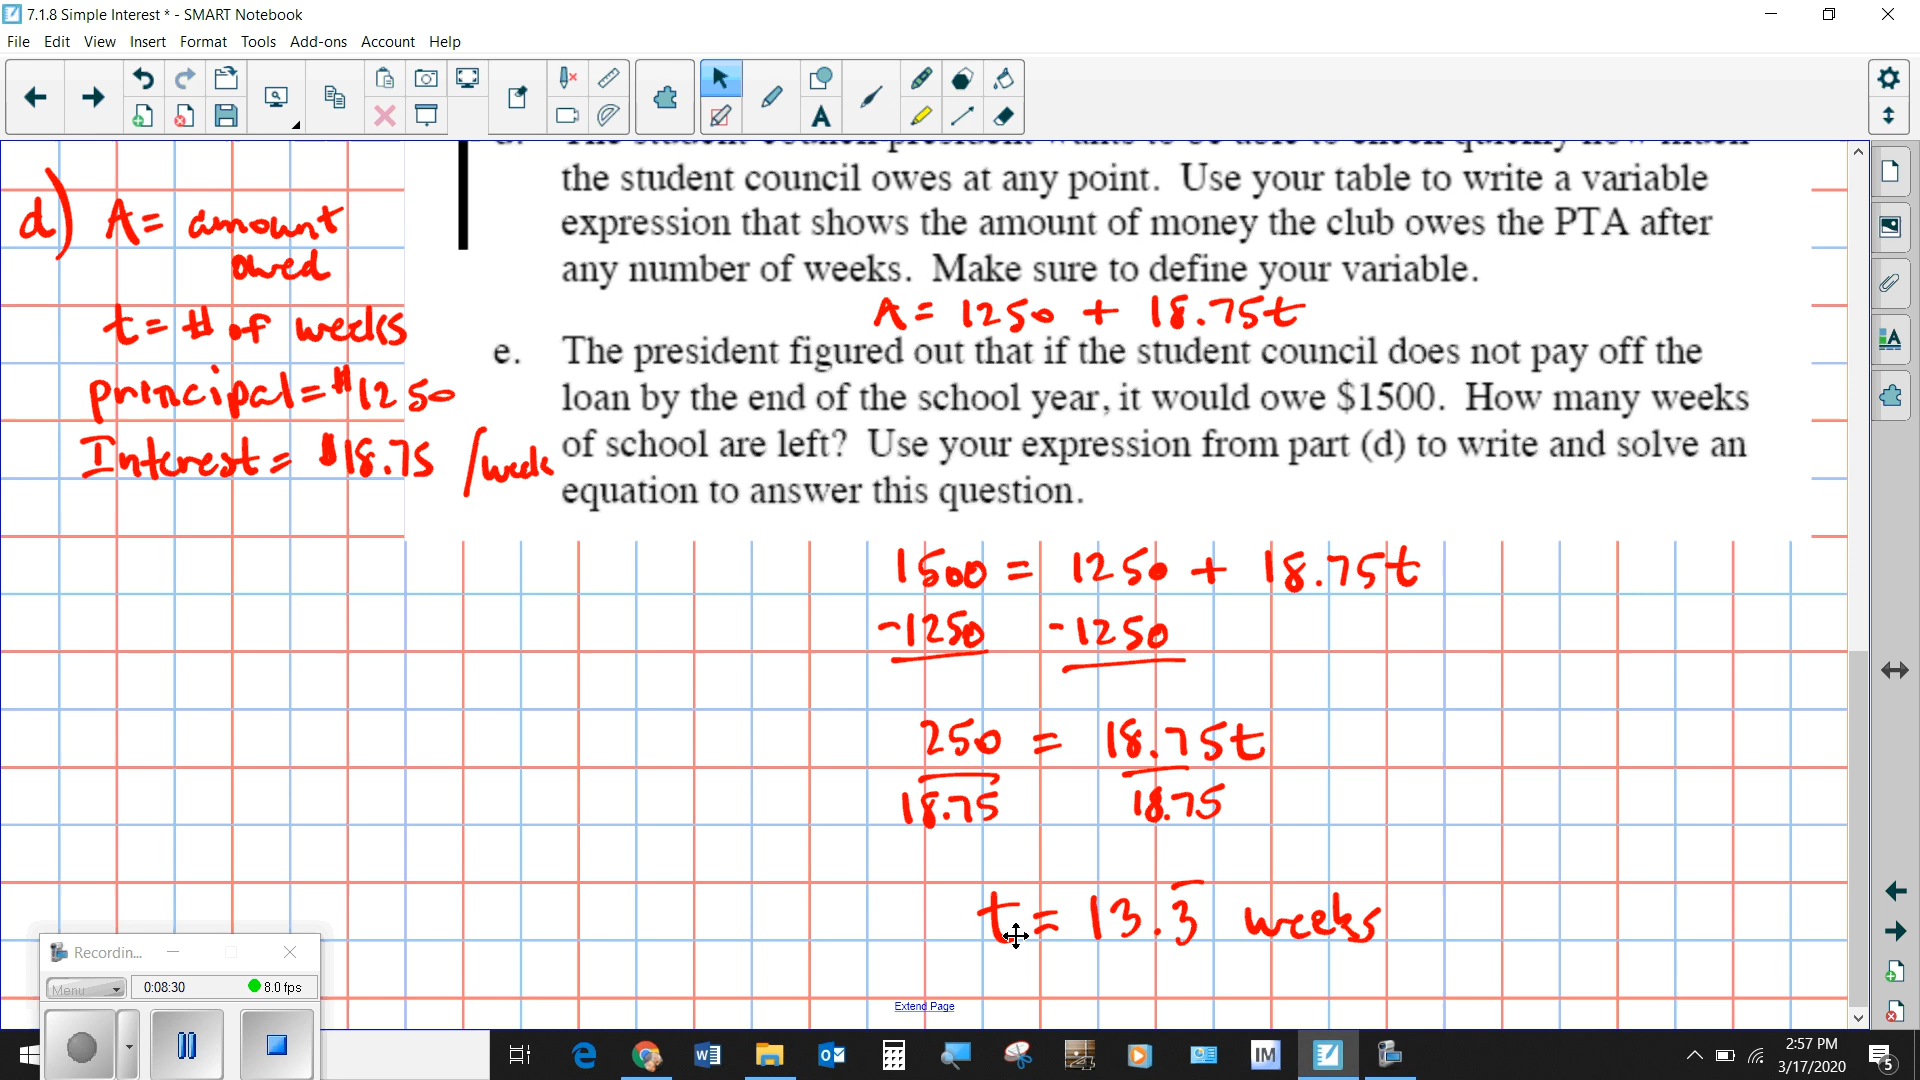 7.1.8 Simple Interest * - SMART Notebook
File Edit View Insert Format Tools Add-ons Account Help
the student council owes at any point. Use your table to write a variable
expression that shows the amount of money the club owes the PTA after
any number of weeks. Make sure to define your variable.
A = 1250 + 18.75t
d) A = amount
owed
t = # of weeks
principal = $1250
Interest = $18.75 /week
e. The president figured out that if the student council does not pay off the
loan by the end of the school year, it would owe $1500. How many weeks
of school are left? Use your expression from part (d) to write and solve an
equation to answer this question.
1500 = 1250 + 18.75t
-1250 -1250
250 = 18.75t
18.75 18.75
t = 13.3̅ weeks
Extend Page
Recordin...
Menu 0:08:30 8.0 fps
IM
2:57 PM
3/17/2020
5